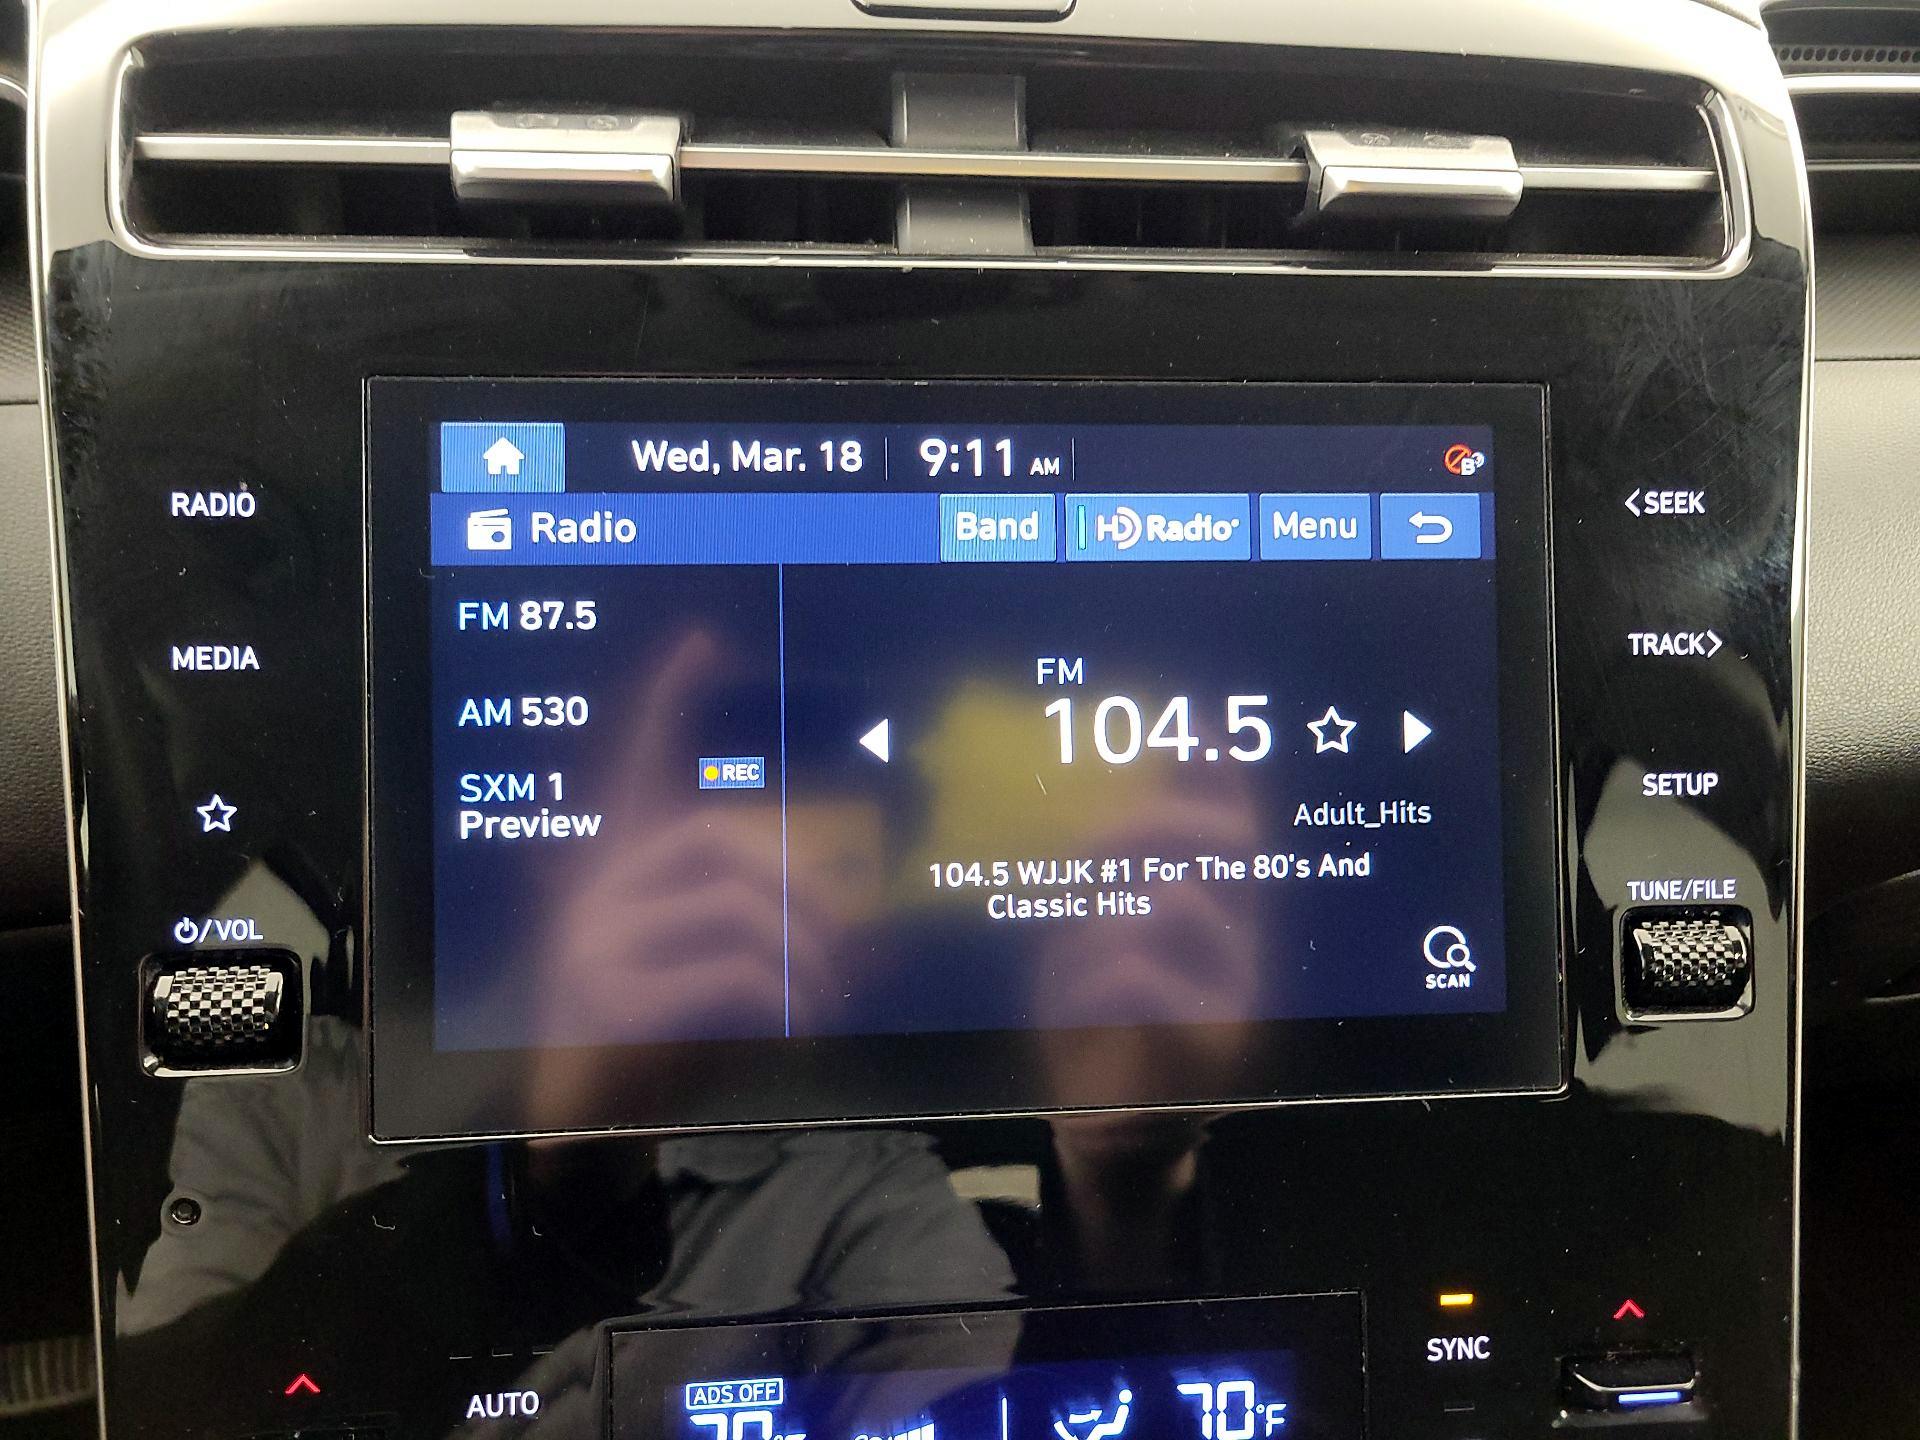 Wed, Mar. 18 9:11 AM
B
Radio Band HD Radio Menu
RADIO
MEDIA
⏻/VOL
FM 87.5
AM 530
SXM 1
Preview
REC
FM
104.5
Adult_Hits
104.5 WJJK #1 For The 80's And
Classic Hits
SCAN
<SEEK
TRACK>
SETUP
TUNE/FILE
AUTO
ADS OFF
70°F
SYNC